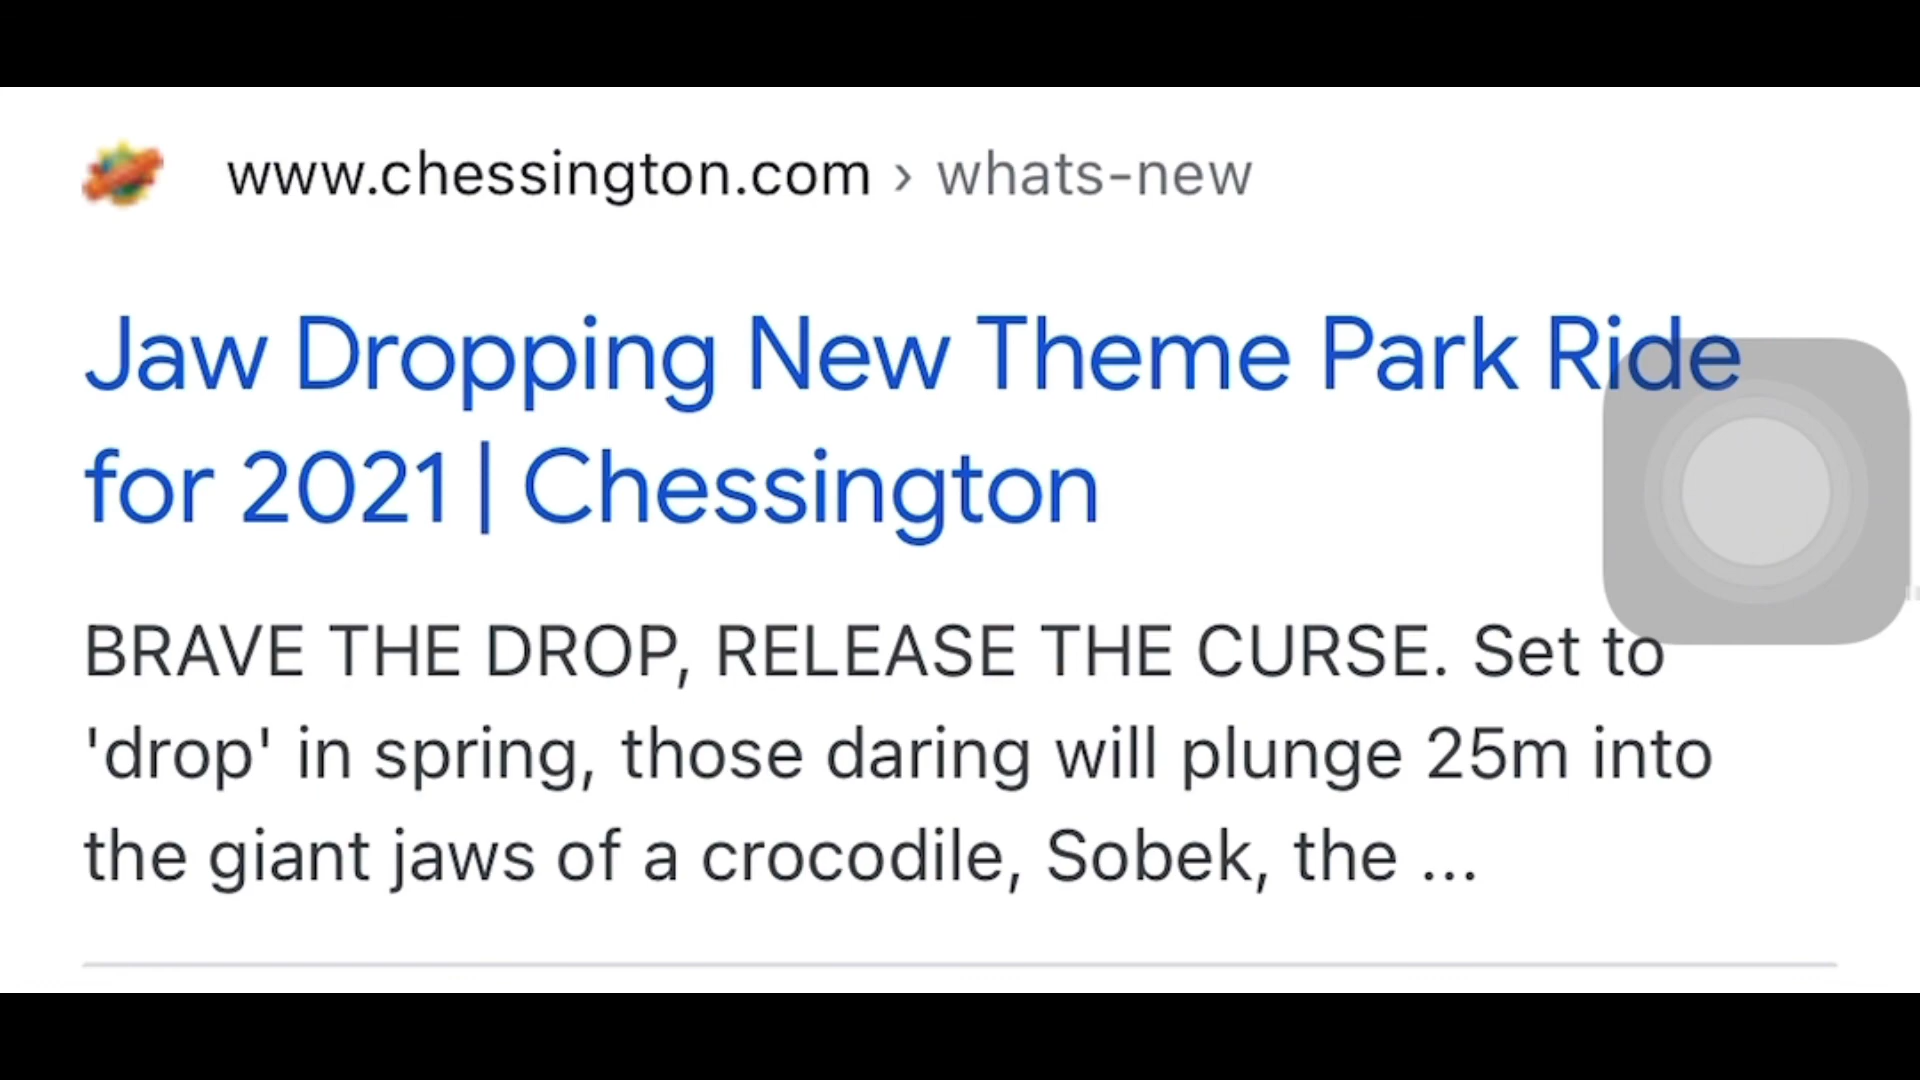 www.chessington.com › whats-new
Jaw Dropping New Theme Park Ride
for 2021 | Chessington
BRAVE THE DROP, RELEASE THE CURSE. Set to
'drop' in spring, those daring will plunge 25m into
the giant jaws of a crocodile, Sobek, the ...